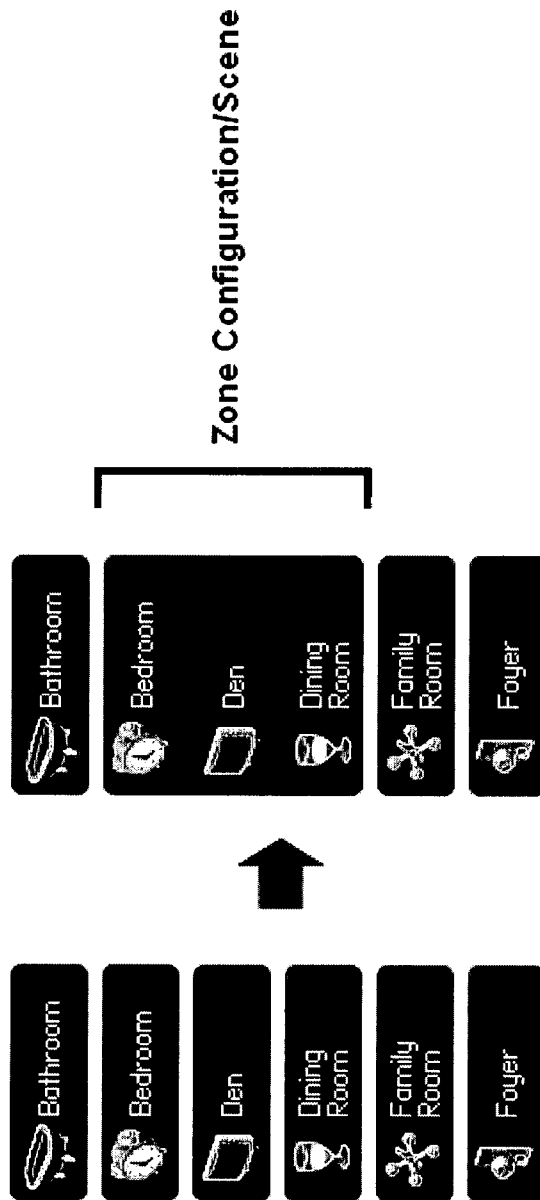 Bathroom
Bedroom
Den
Dining
Room
Family
Room
Foyer
Bathroom
Bedroom
Den
Dining
Room
Family
Room
Foyer
Zone Configuration/Scene